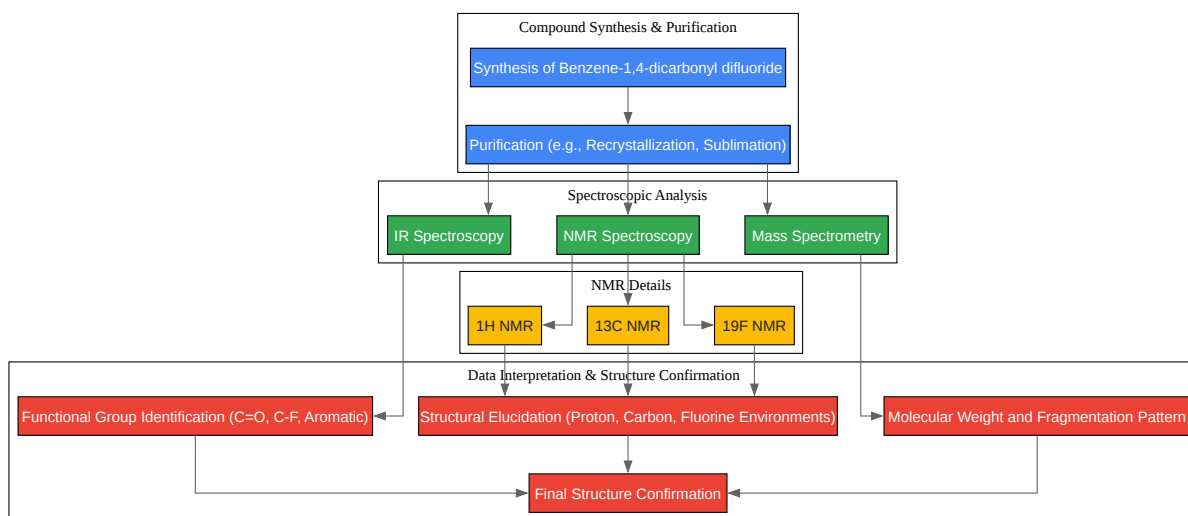 Compound Synthesis & Purification
Synthesis of Benzene-1,4-dicarbonyl difluoride
Purification (e.g., Recrystallization, Sublimation)
Spectroscopic Analysis
IR Spectroscopy
NMR Spectroscopy
Mass Spectrometry
NMR Details
1H NMR
13C NMR
19F NMR
Data Interpretation & Structure Confirmation
Functional Group Identification (C=O, C-F, Aromatic)
Structural Elucidation (Proton, Carbon, Fluorine Environments)
Molecular Weight and Fragmentation Pattern
Final Structure Confirmation